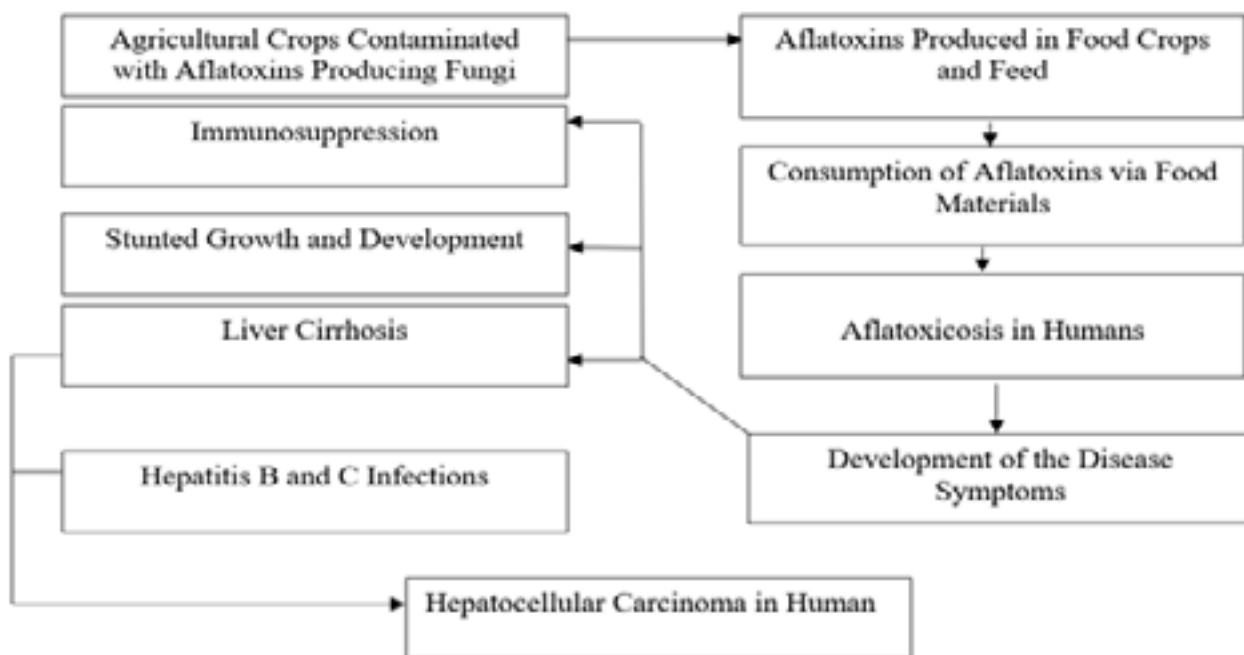 Agricultural Crops Contaminated
with Aflatoxins Producing Fungi
Aflatoxins Produced in Food Crops
and Feed
Immunosuppression
Consumption of Aflatoxins via Food
Materials
Stunted Growth and Development
Liver Cirrhosis
Aflatoxicosis in Humans
Hepatitis B and C Infections
Development of the Disease
Symptoms
Hepatocellular Carcinoma in Human